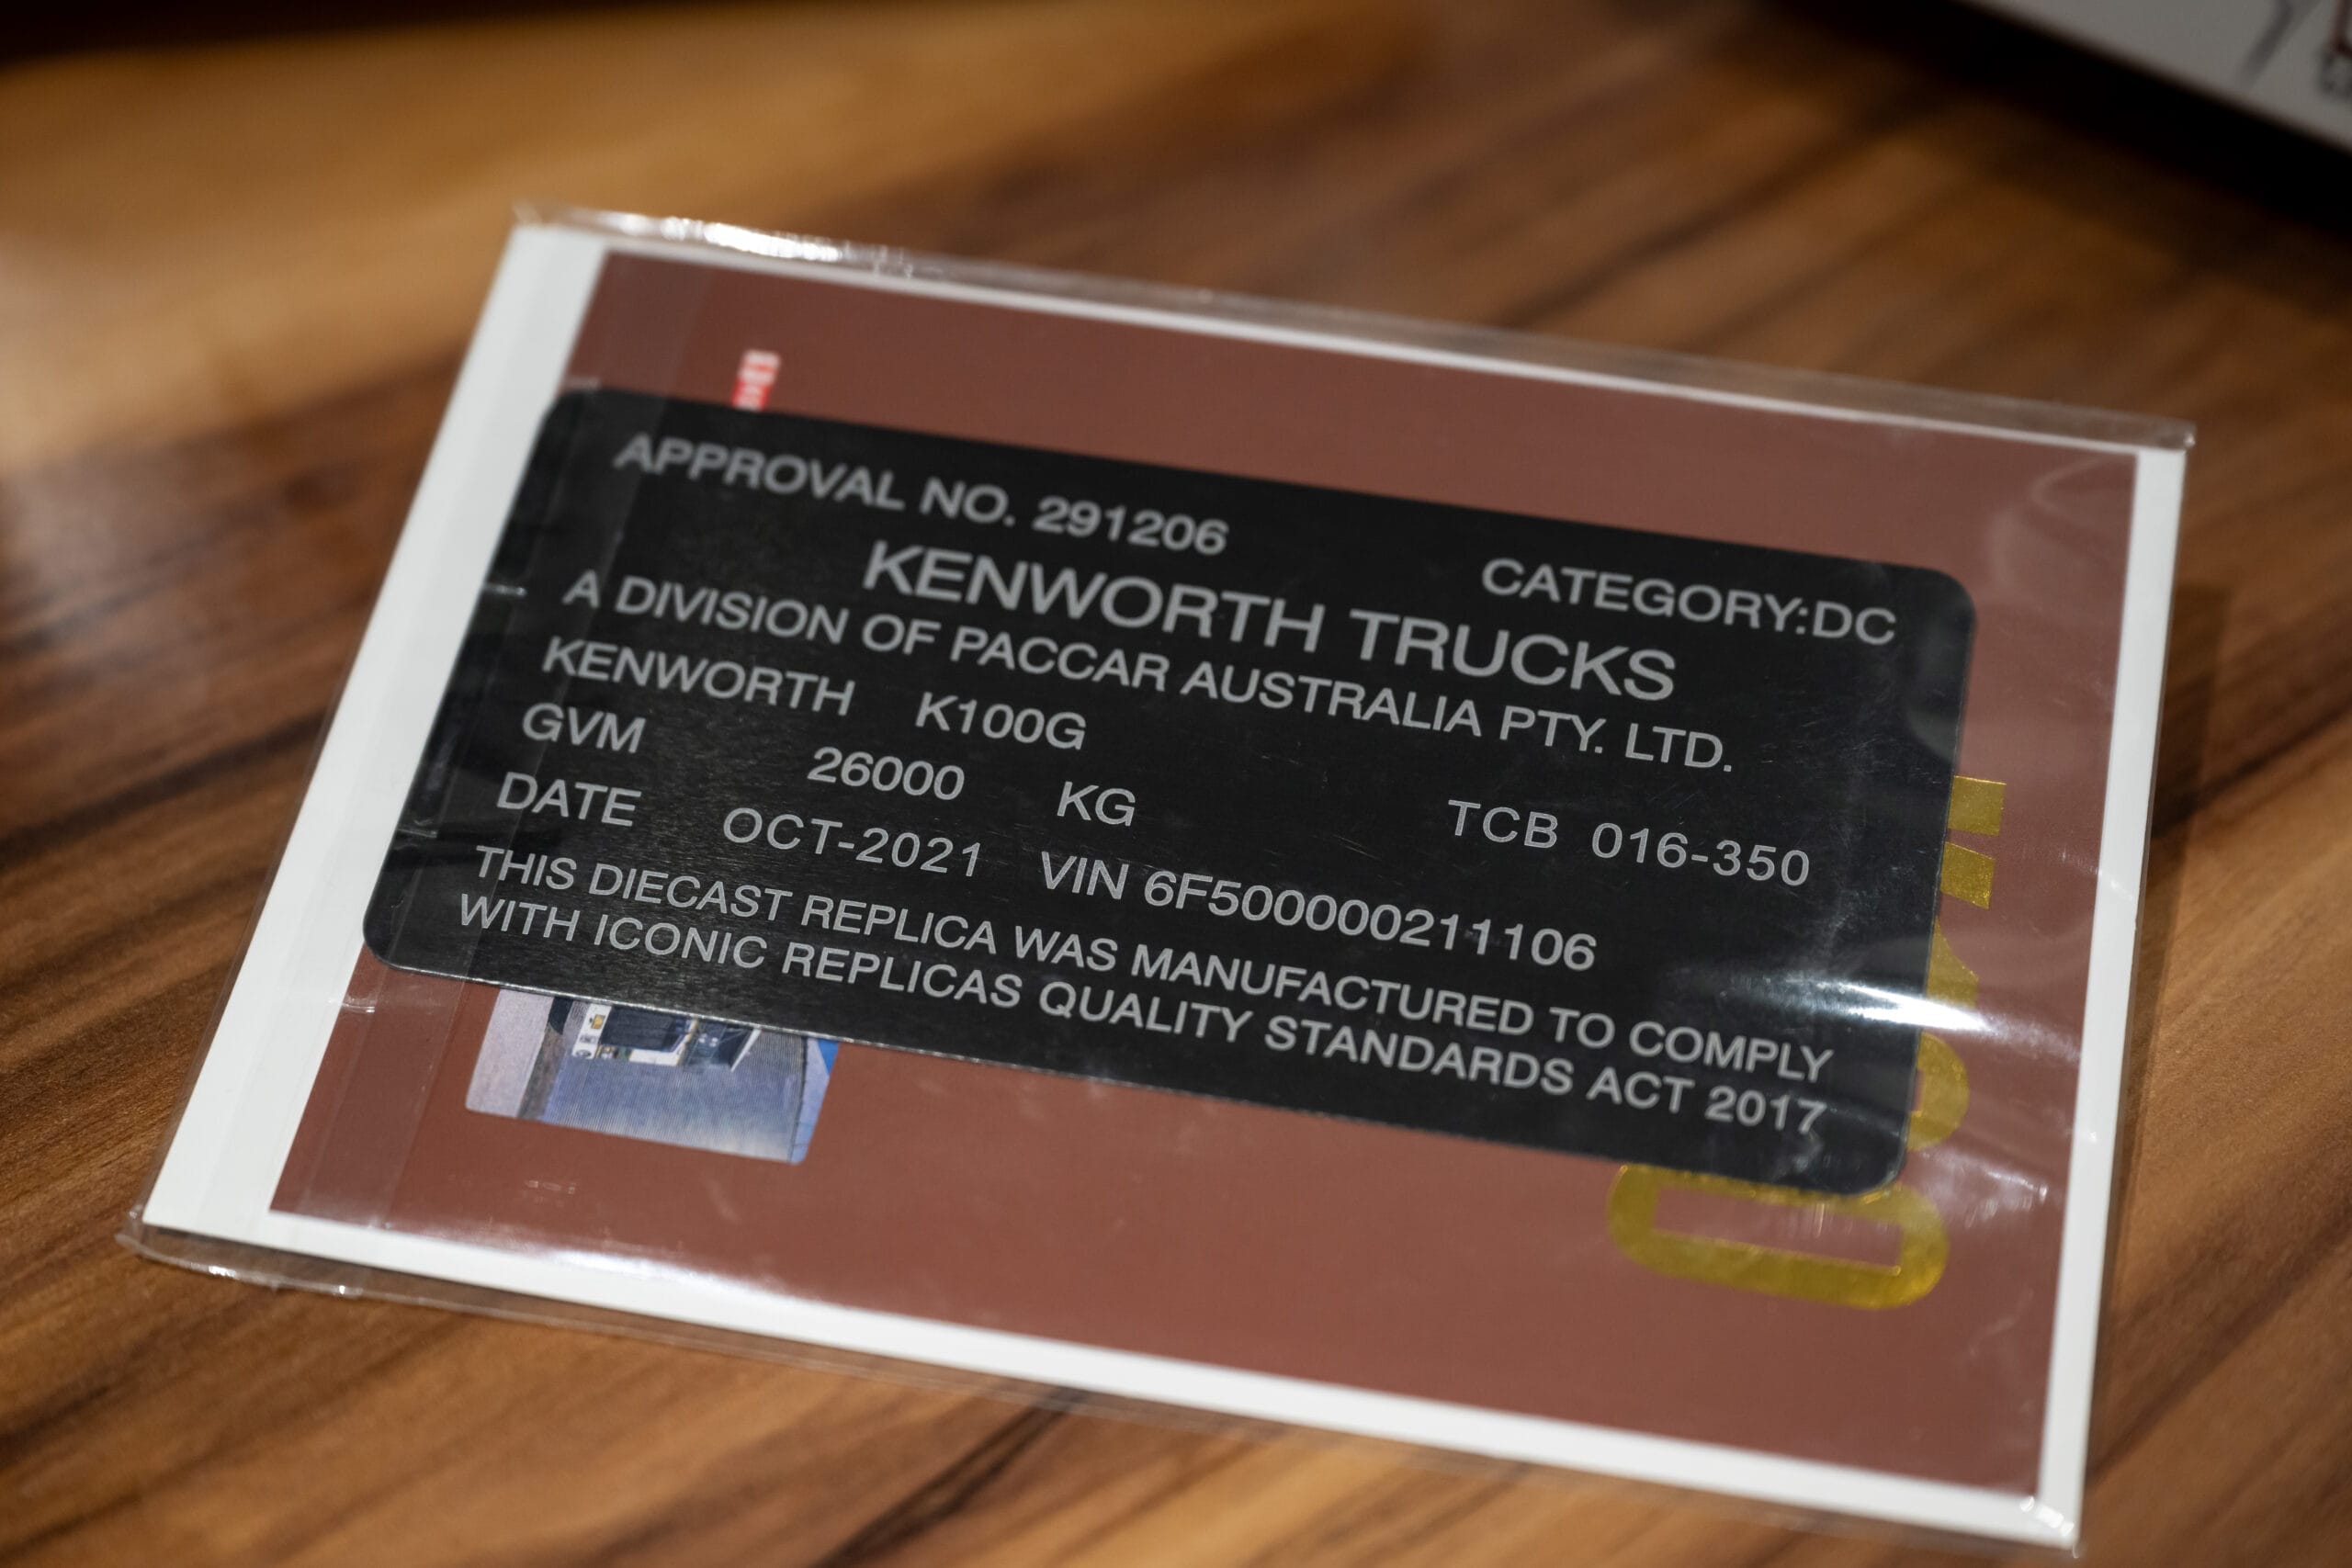 APPROVAL NO. 291206
CATEGORY:DC
KENWORTH TRUCKS
A DIVISION OF PACCAR AUSTRALIA PTY. LTD.
KENWORTH K100G
GVM 26000 KG
TCB 016-350
DATE OCT-2021 VIN 6F500000211106
THIS DIECAST REPLICA WAS MANUFACTURED TO COMPLY
WITH ICONIC REPLICAS QUALITY STANDARDS ACT 2017